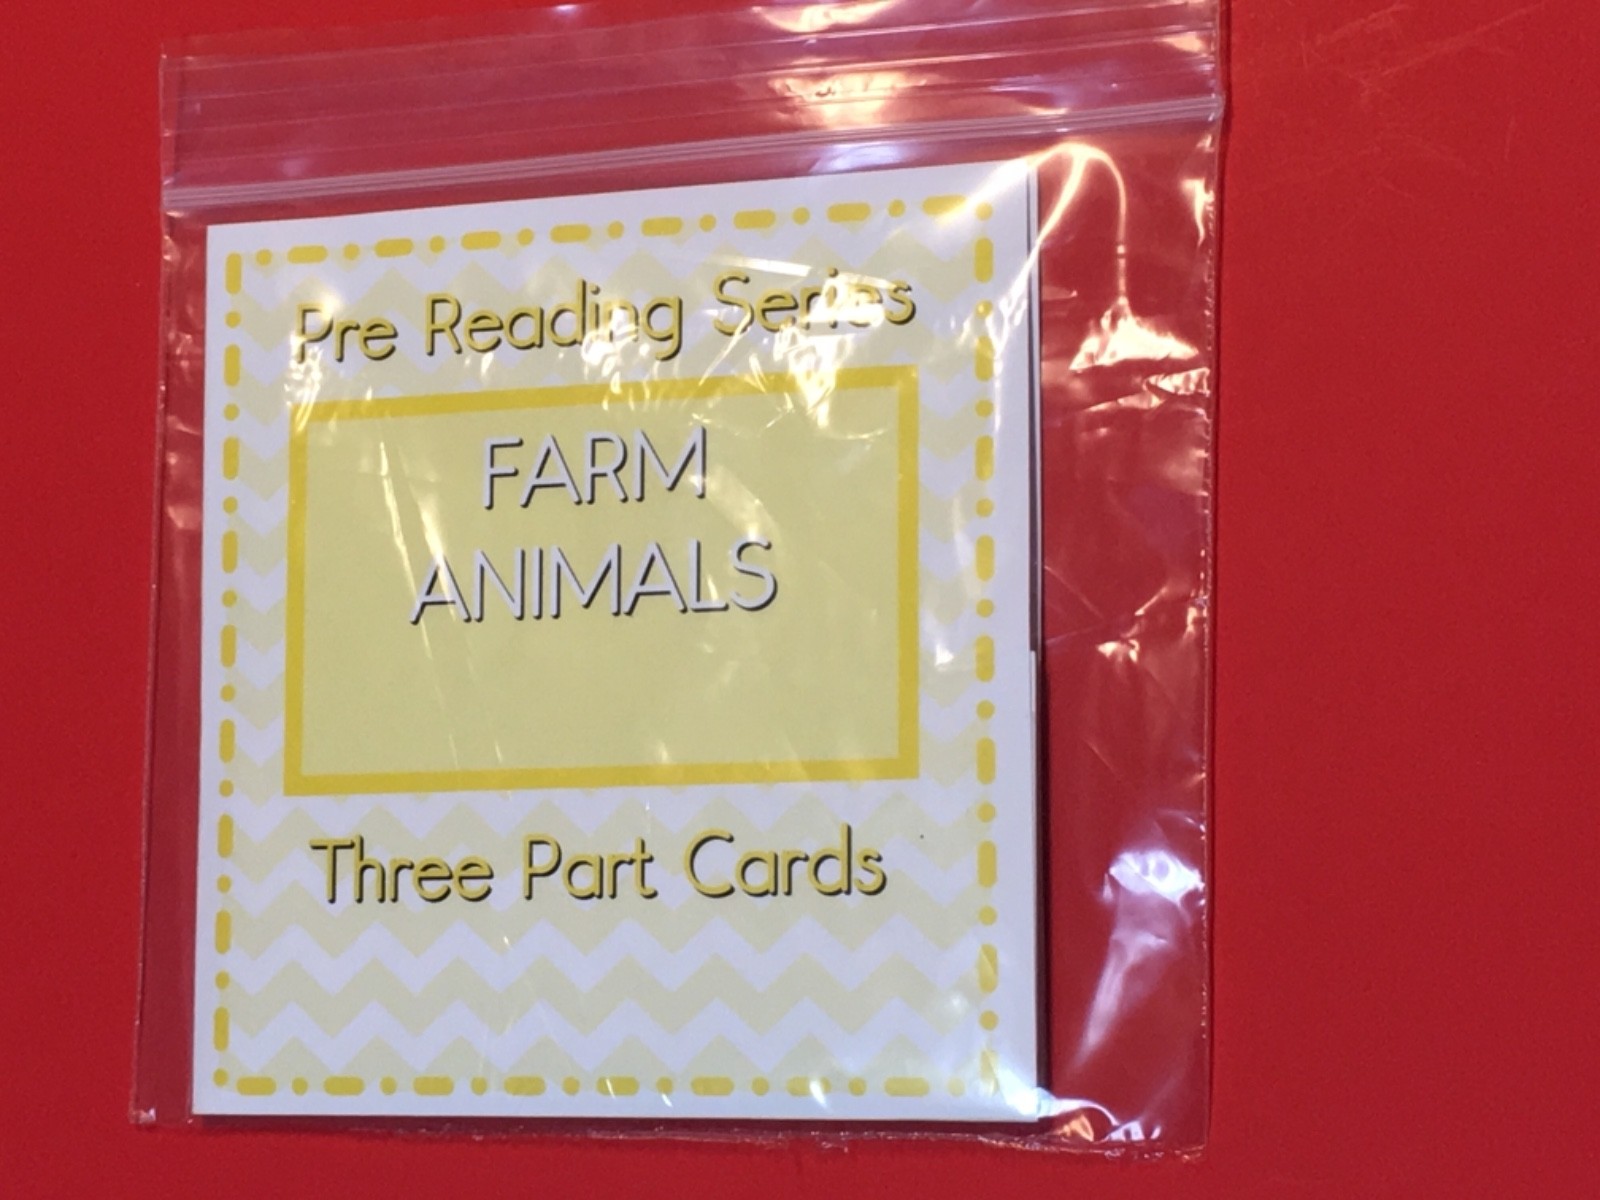 Pre Reading Series
FARM
ANIMALS
Three Part Cards